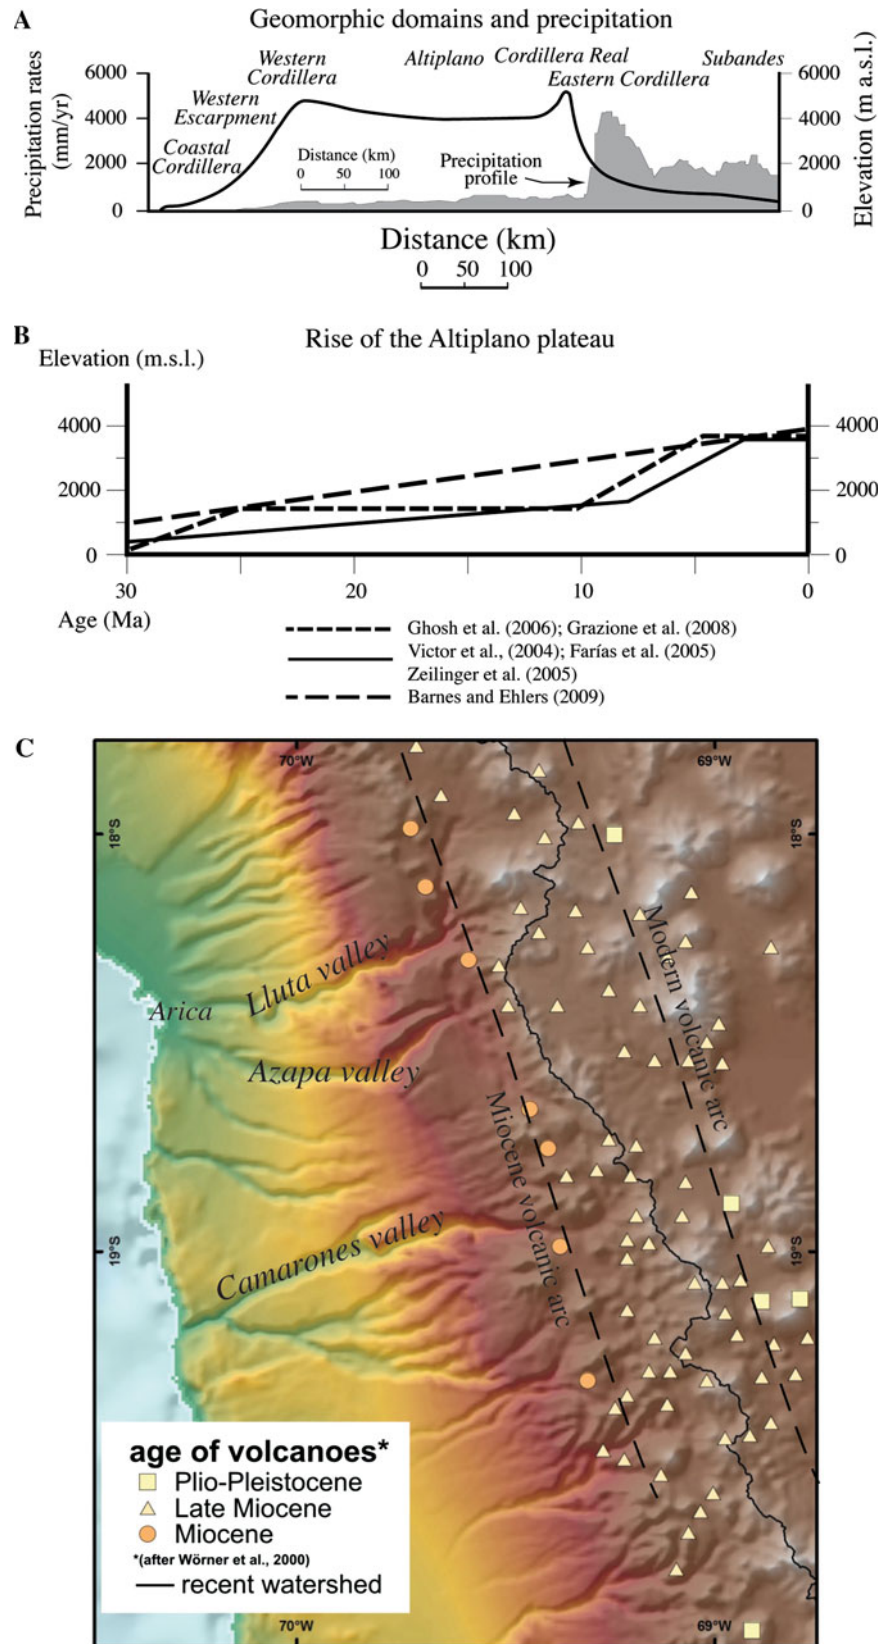 A
Geomorphic domains and precipitation
Precipitation rates
(mm/yr)
6000
4000
2000
0
Coastal
Cordillera
Western
Escarpment
Western
Cordillera
Altiplano
Cordillera Real
Eastern Cordillera
Subandes
Distance (km)
0 50 100
Precipitation
profile
6000
4000
2000
0
Elevation (m a.s.l.)
Distance (km)
0 50 100
B
Rise of the Altiplano plateau
Elevation (m.s.l.)
4000
2000
0
4000
2000
0
30 20 10 0
Age (Ma)
Ghosh et al. (2006); Grazione et al. (2008)
Victor et al., (2004); Farías et al. (2005)
Zeilinger et al. (2005)
Barnes and Ehlers (2009)
C
70°W
69°W
18°S
18°S
Lluta valley
Arica
Azapa valley
Modern volcanic arc
Miocene volcanic arc
Camarones valley
19°S
19°S
age of volcanoes*
Plio-Pleistocene
Late Miocene
Miocene
*(after Wörner et al., 2000)
recent watershed
70°W
69°W